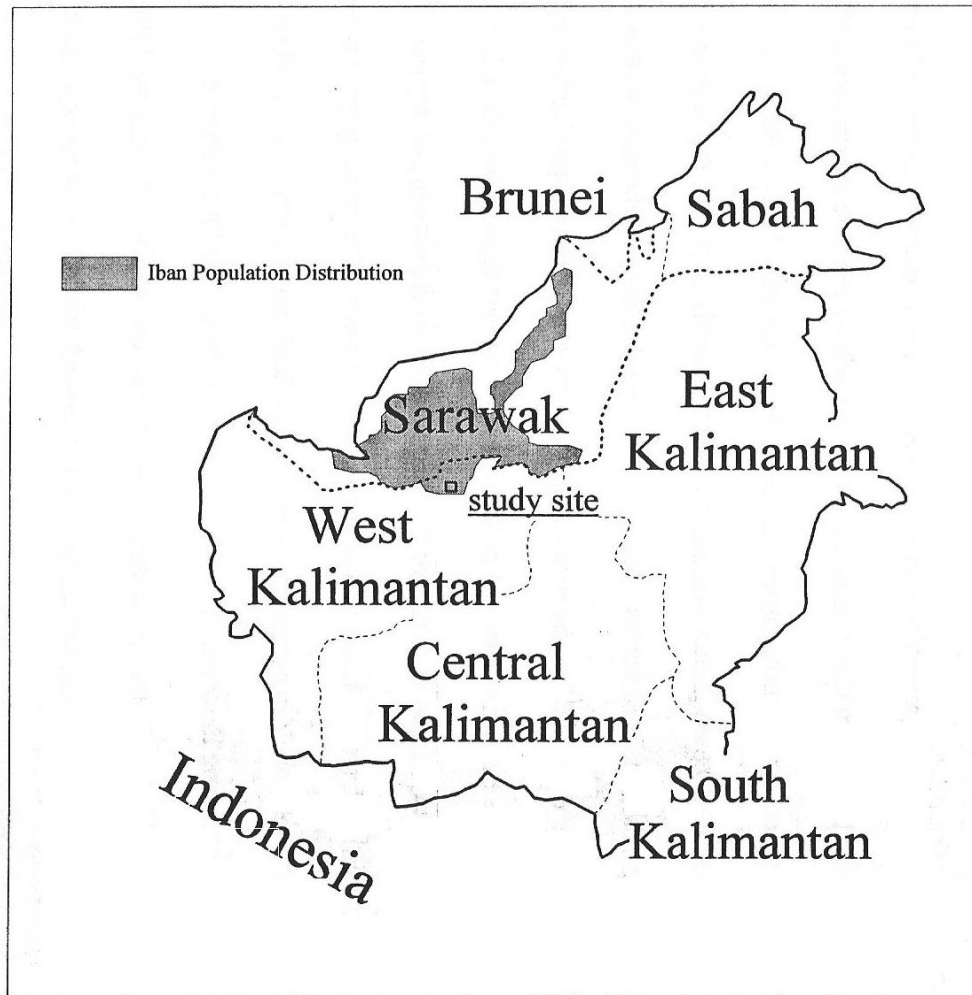 Brunei
Sabah
Iban Population Distribution
East
Kalimantan
Sarawak
study site
West
Kalimantan
Central
Kalimantan
Indonesia
South
Kalimantan